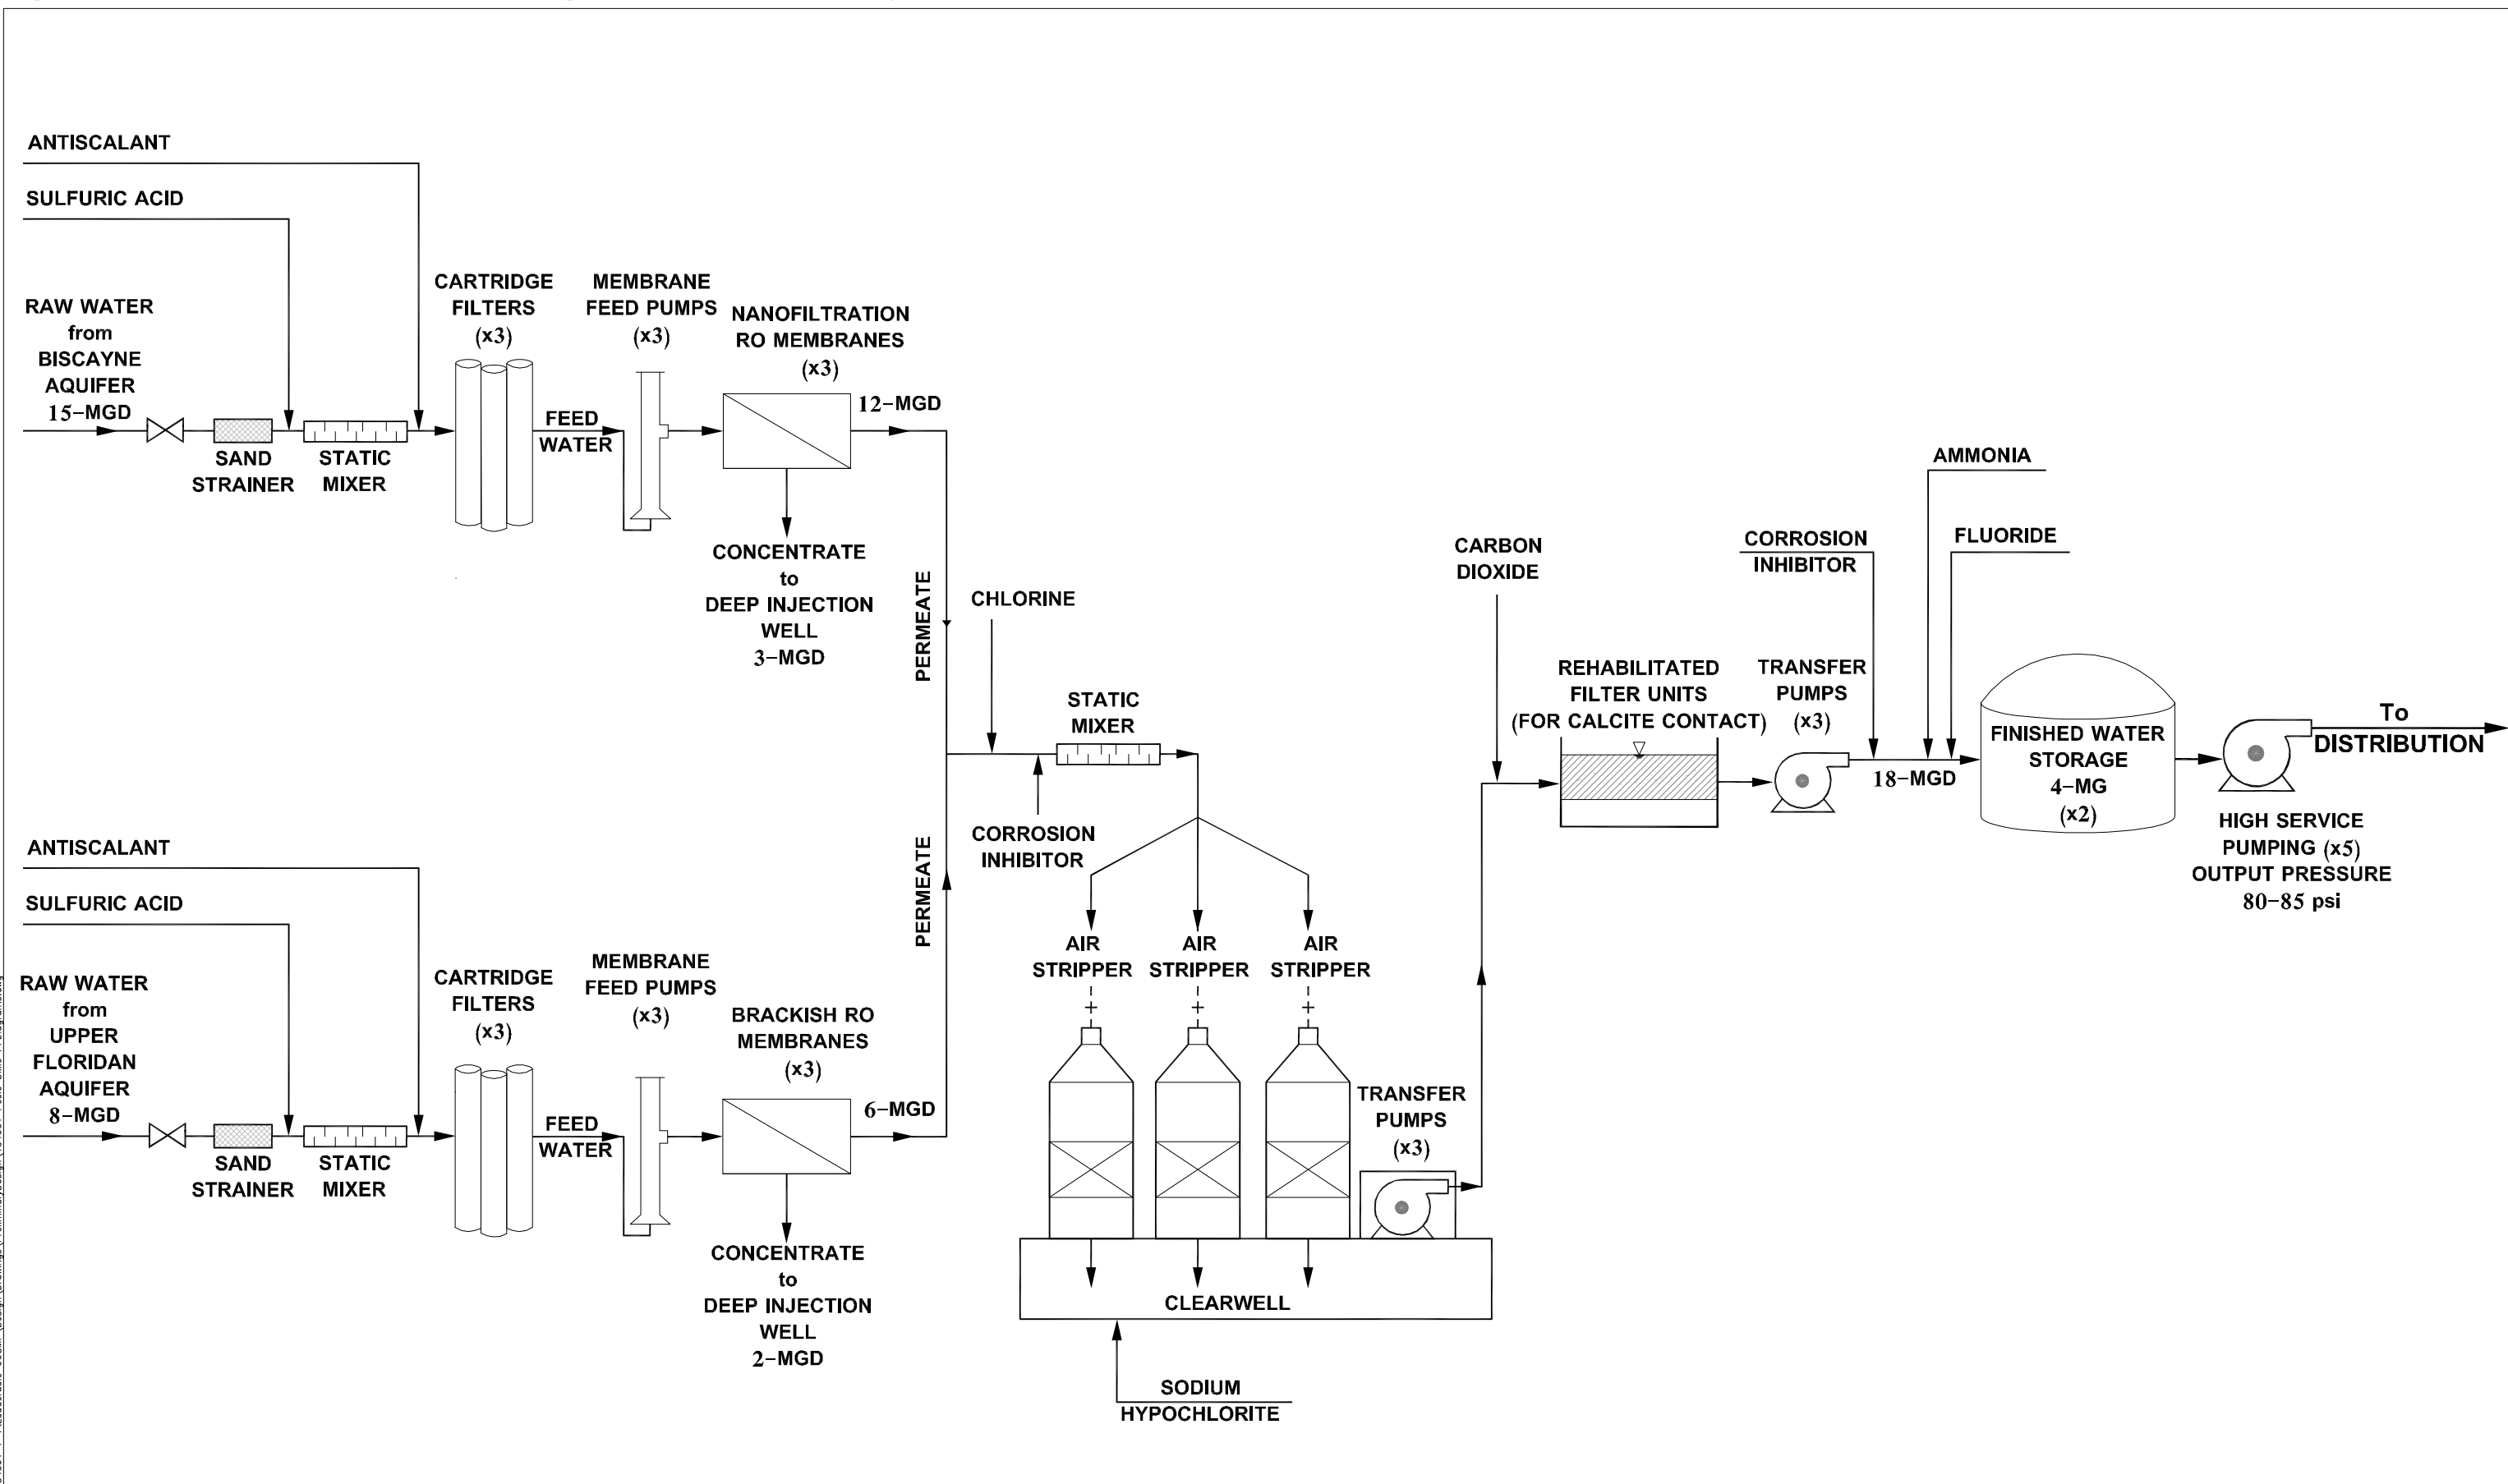 ANTISCALANT
SULFURIC ACID
RAW WATER
from
BISCAYNE
AQUIFER
15-MGD
SAND
STRAINER
STATIC
MIXER
CARTRIDGE
FILTERS
(x3)
FEED
WATER
MEMBRANE
FEED PUMPS
(x3)
NANOFILTRATION
RO MEMBRANES
(x3)
12-MGD
CONCENTRATE
to
DEEP INJECTION
WELL
3-MGD
PERMEATE
ANTISCALANT
SULFURIC ACID
RAW WATER
from
UPPER
FLORIDAN
AQUIFER
8-MGD
SAND
STRAINER
STATIC
MIXER
CARTRIDGE
FILTERS
(x3)
FEED
WATER
MEMBRANE
FEED PUMPS
(x3)
BRACKISH RO
MEMBRANES
(x3)
6-MGD
CONCENTRATE
to
DEEP INJECTION
WELL
2-MGD
PERMEATE
CHLORINE
CORROSION
INHIBITOR
STATIC
MIXER
AIR
STRIPPER
AIR
STRIPPER
AIR
STRIPPER
TRANSFER
PUMPS
(x3)
CLEARWELL
SODIUM
HYPOCHLORITE
CARBON
DIOXIDE
REHABILITATED
FILTER UNITS
(FOR CALCITE CONTACT)
TRANSFER
PUMPS
(x3)
CORROSION
INHIBITOR
AMMONIA
FLUORIDE
18-MGD
FINISHED WATER
STORAGE
4-MG
(x2)
HIGH SERVICE
PUMPING (x5)
OUTPUT PRESSURE
80-85 psi
To
DISTRIBUTION